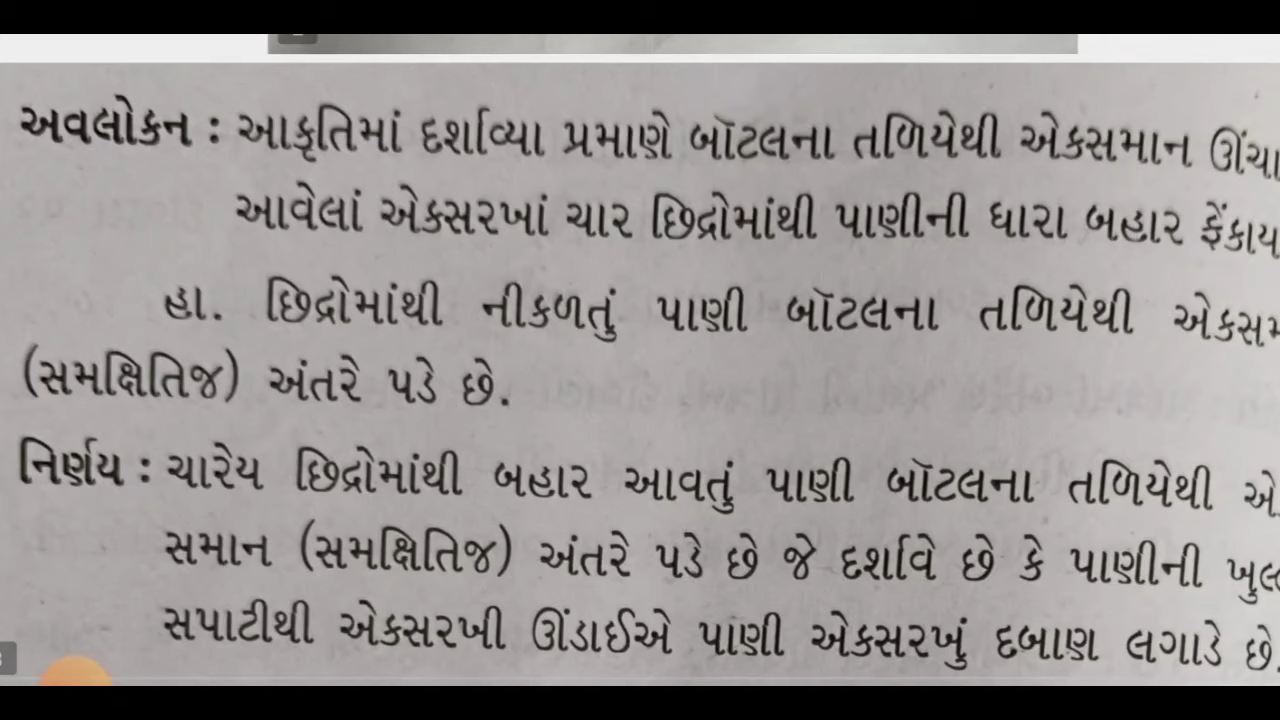 અવલોકન : આકૃતિમાં દર્શાવ્યા પ્રમાણે બૉટલના તળિયેથી એકસમાન
આવેલાં એકસરખાં ચાર છિદ્રોમાંથી પાણીની ધારા બહાર ફેંકાય
હા. છિદ્રોમાંથી નીકળતું પાણી બૉટલના તળિયેથી
(સમક્ષિતિજ) અંતરે પડે છે.
નિર્ણય : ચારેય છિદ્રોમાંથી બહાર આવતું પાણી બૉટલના તળિયેથી એ
સમાન (સમક્ષિતિજ) અંતરે પડે છે જે દર્શાવે છે કે પાણીની
સપાટીથી એકસરખી ઊંડાઈએ પાણી એકસરખું દબાણ લગાડે છે.